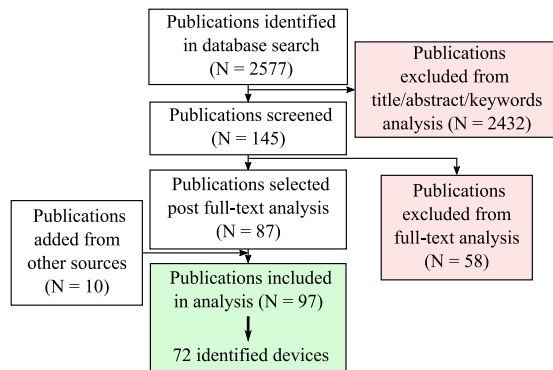 Publications identified
in database search
(N = 2577)
Publications
excluded from
title/abstract/keywords
analysis (N = 2432)
Publications screened
(N = 145)
Publications selected
post full-text analysis
(N = 87)
Publications
excluded from
full-text analysis
(N = 58)
Publications
added from
other sources
(N = 10)
Publications included
in analysis (N = 97)
72 identified devices